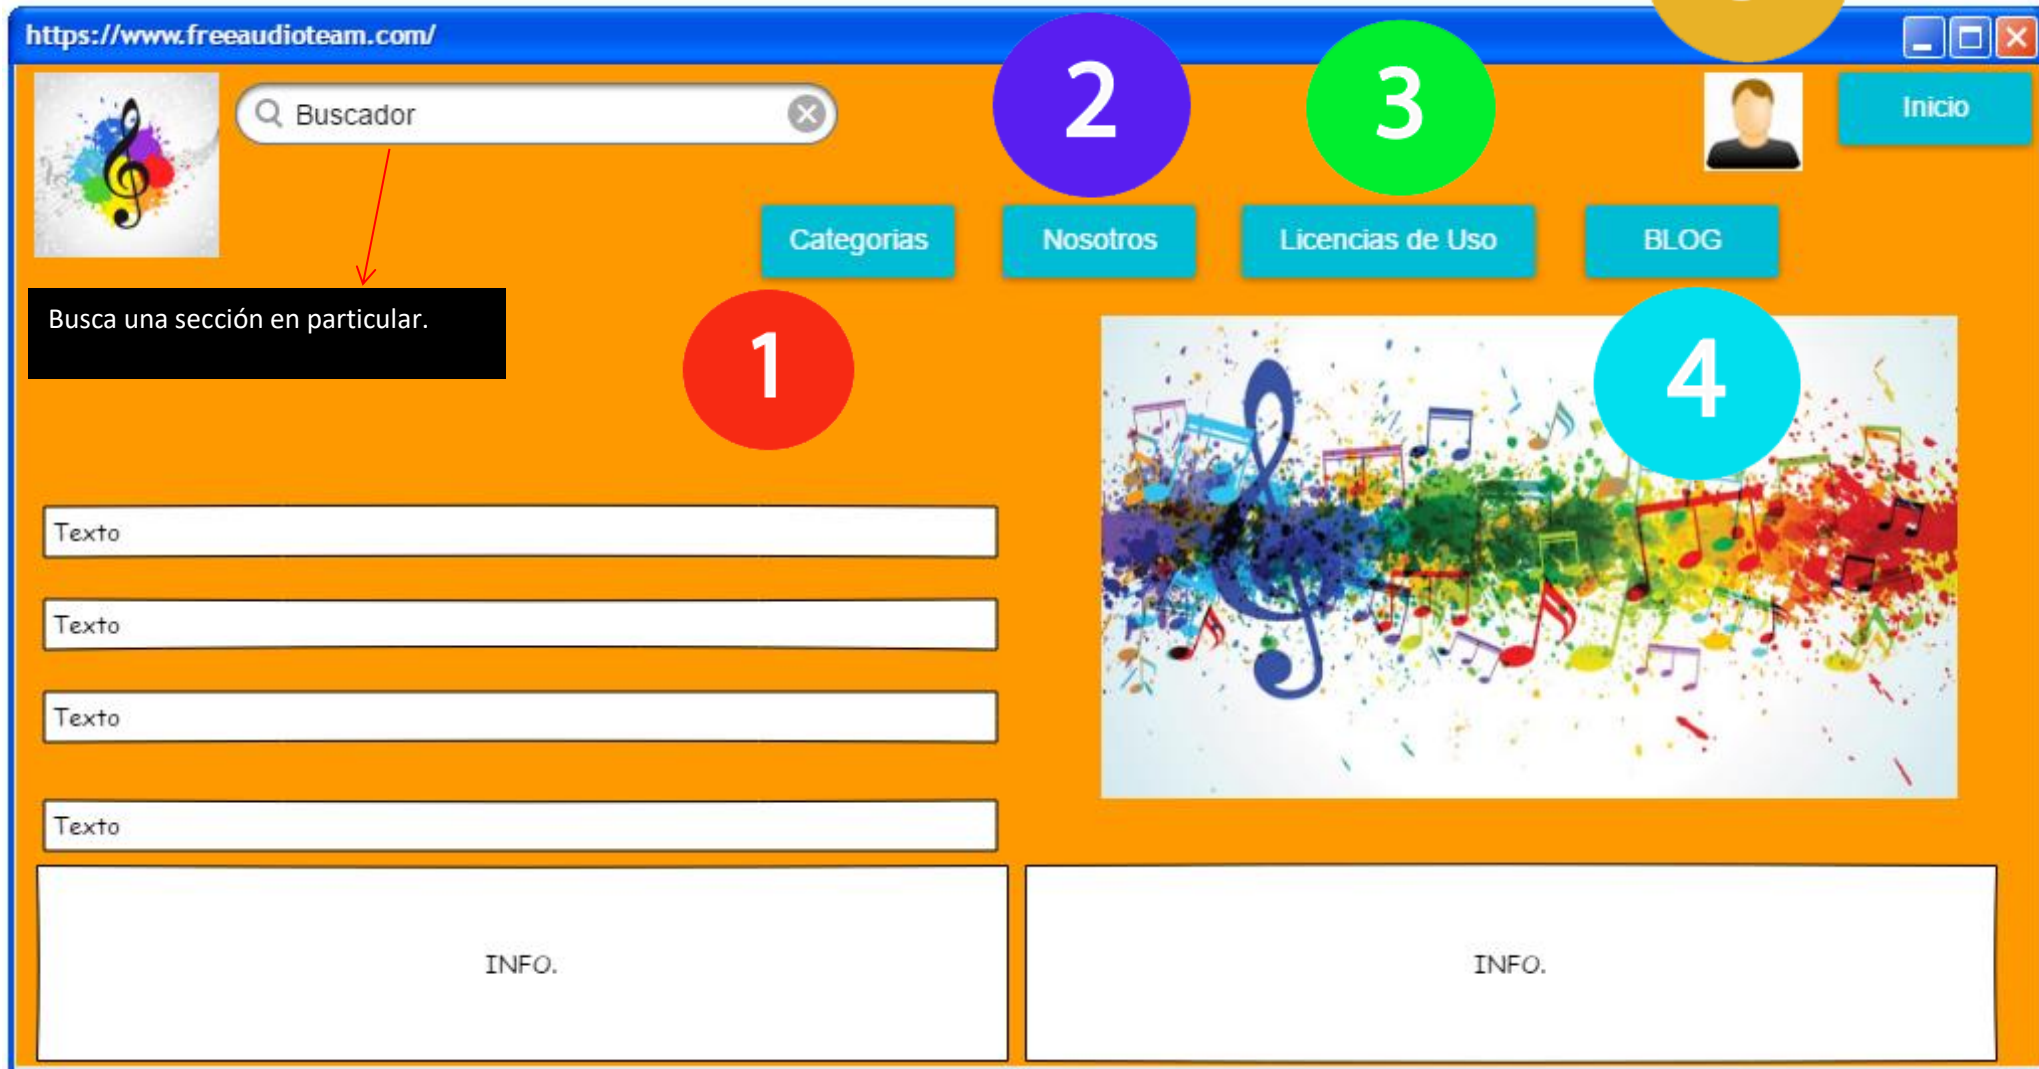 https://www.freeaudioteam.com/
Buscador
2
3
Inicio
Categorias
Nosotros
Licencias de Uso
BLOG
Busca una sección en particular.
1
4
Texto
Texto
Texto
Texto
INFO.
INFO.